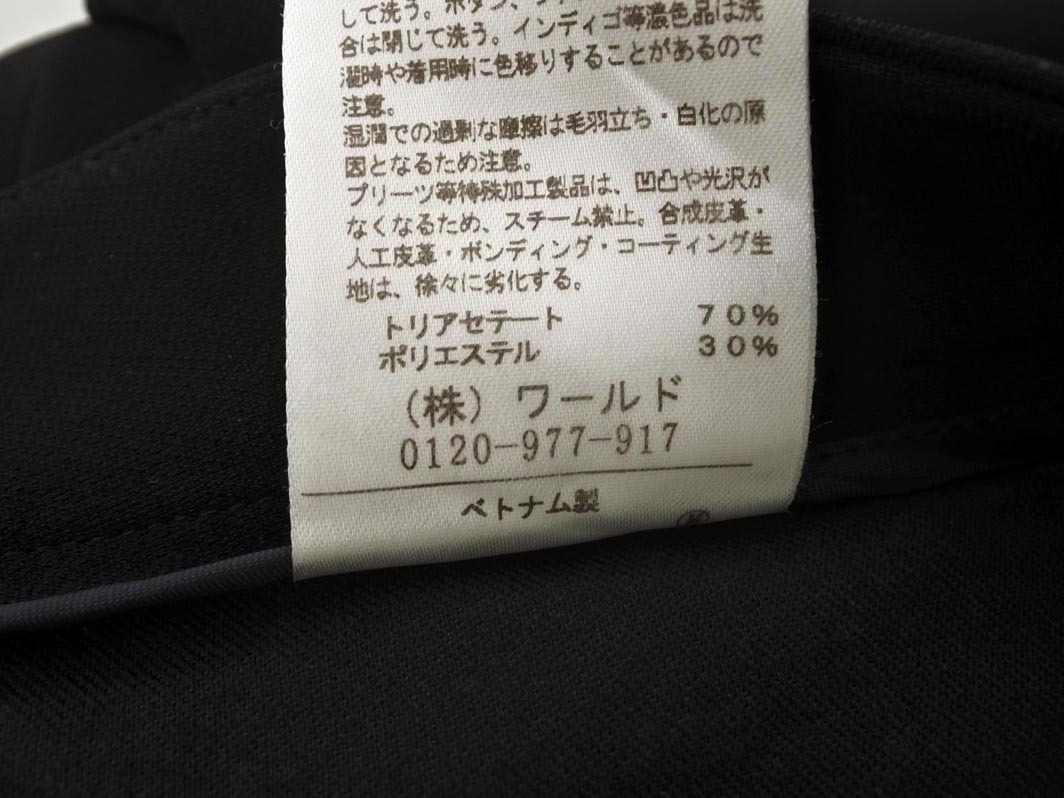 して洗う。ボタン、
合は閉じて洗う。インディゴ等濃色品は洗
濯時や着用時に色移りすることがあるので
注意。
湿潤での過剰な摩擦は毛羽立ち・白化の原
因となるため注意。
プリーツ等特殊加工製品は、凹凸や光沢が
なくなるため、スチーム禁止。合成皮革・
人工皮革・ボンディング・コーティング生
地は、徐々に劣化する。
トリアセテート 70%
ポリエステル 30%
(株) ワールド
0120-977-917
ベトナム製